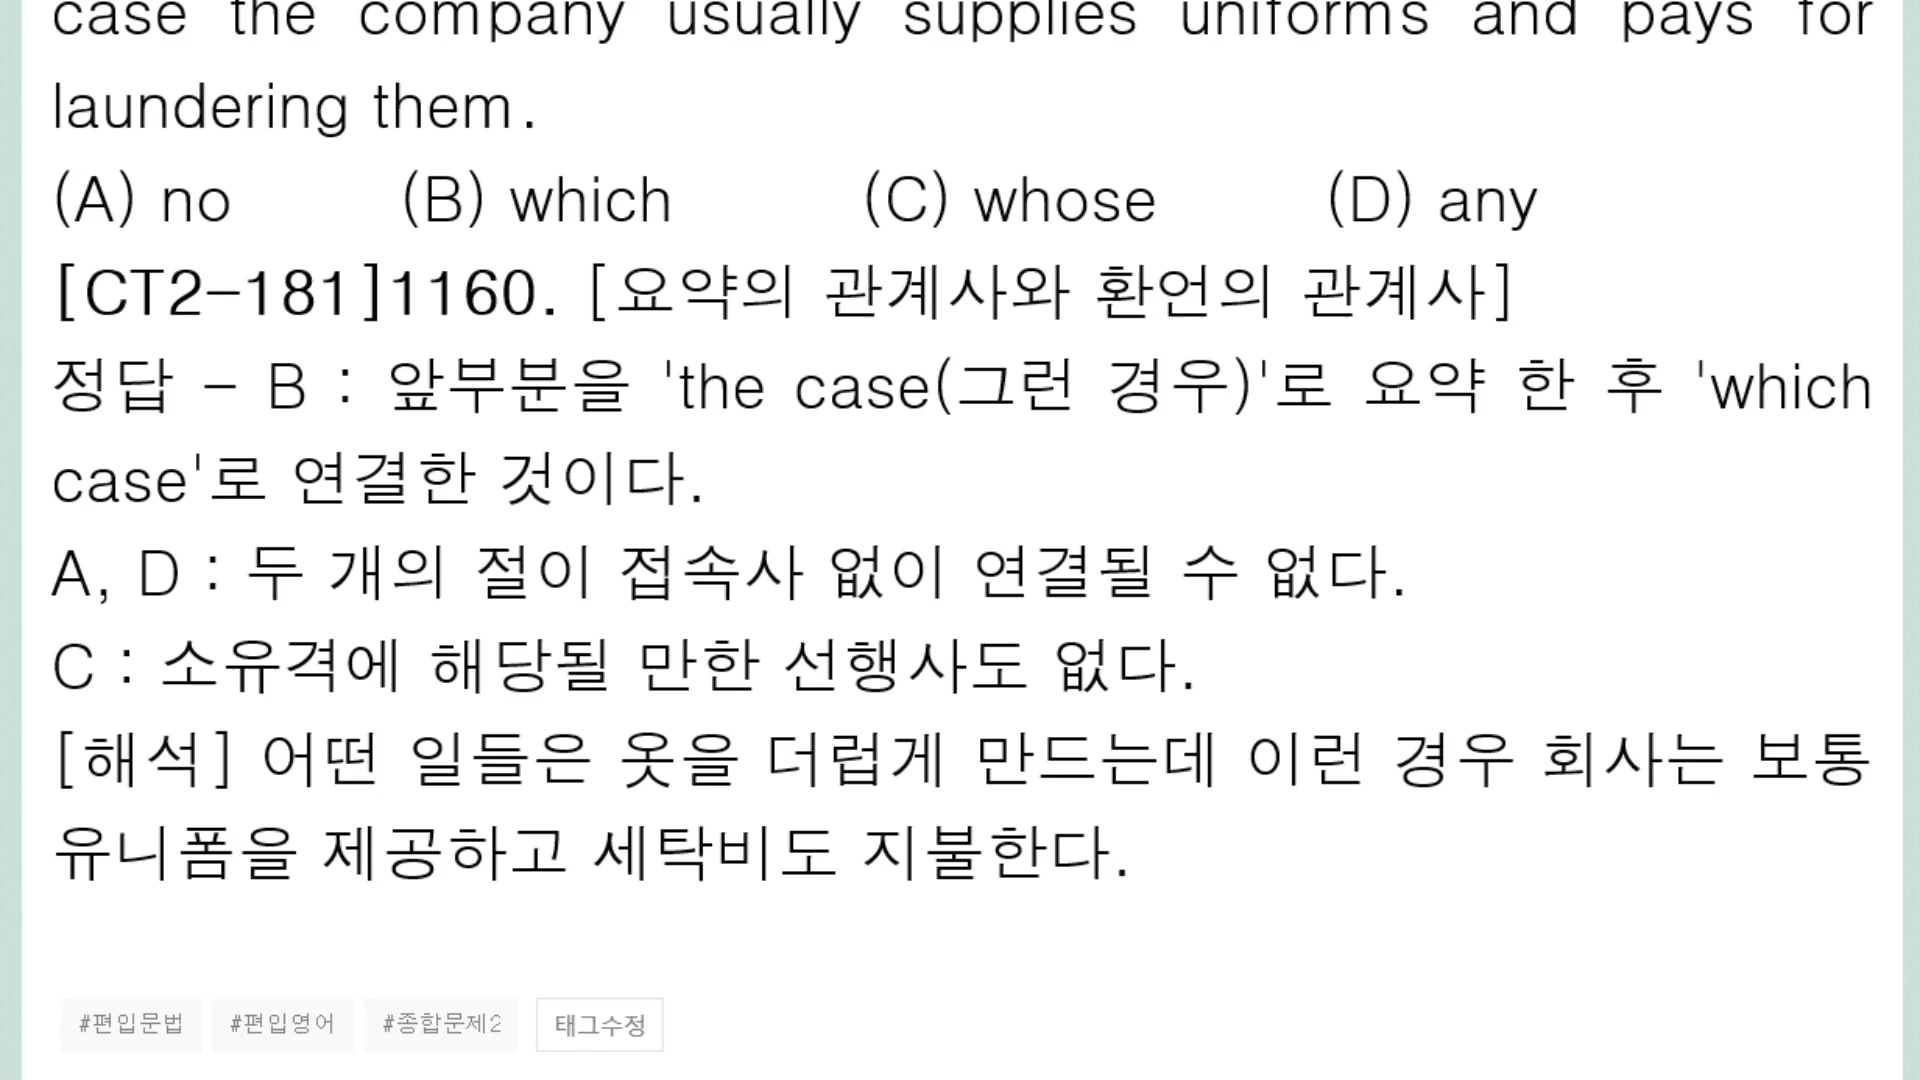 case the company usually supplies uniforms and pays for
laundering them.
(A) no (B) which (C) whose (D) any
[CT2-181]1160. [요약의 관계사와 환언의 관계사]
정답 - B : 앞부분을 'the case(그런 경우)'로 요약 한 후 'which
case'로 연결한 것이다.
A, D : 두 개의 절이 접속사 없이 연결될 수 없다.
C : 소유격에 해당될 만한 선행사도 없다.
[해석] 어떤 일들은 옷을 더럽게 만드는데 이런 경우 회사는 보통
유니폼을 제공하고 세탁비도 지불한다.
#편입문법 #편입영어 #종합문제2 태그수정